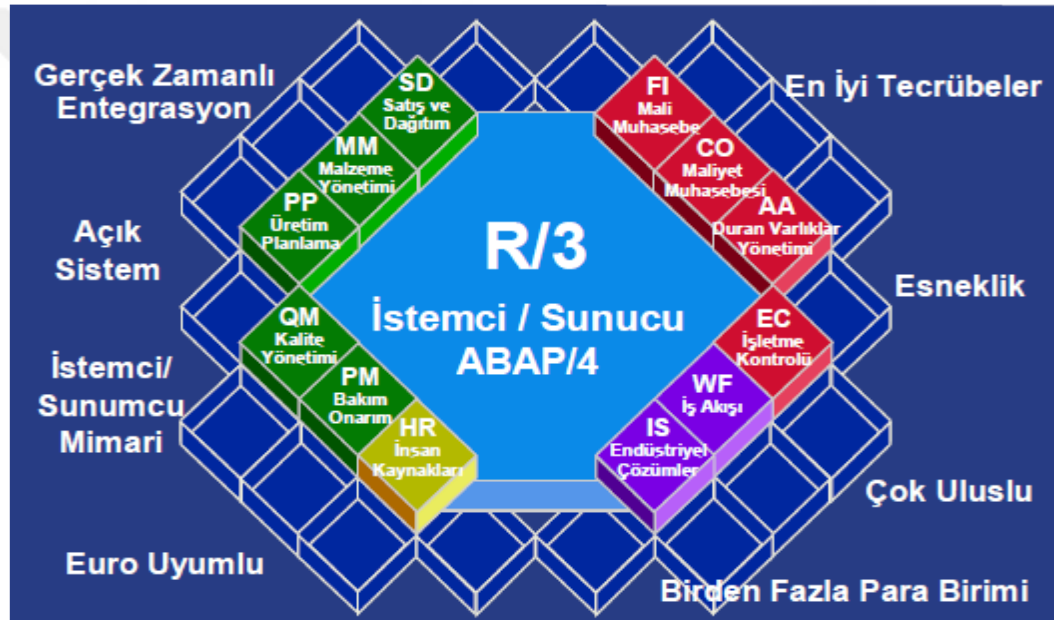 Gerçek Zamanlı
Entegrasyon
Açık
Sistem
İstemci/
Sunumcu
Mimari
Euro Uyumlu
SD
Satış ve
Dağıtım
MM
Malzeme
Yönetimi
PP
Üretim
Planlama
QM
Kalite
Yönetimi
PM
Bakım
Onarım
HR
İnsan
Kaynakları
R/3
İstemci / Sunucu
ABAP/4
FI
Mali
Muhasebe
CO
Maliyet
Muhasebesi
AA
Duran Varlıklar
Yönetimi
EC
İşletme
Kontrolü
WF
İş Akışı
IS
Endüstriyel
Çözümler
En İyi Tecrübeler
Esneklik
Çok Uluslu
Birden Fazla Para Birimi